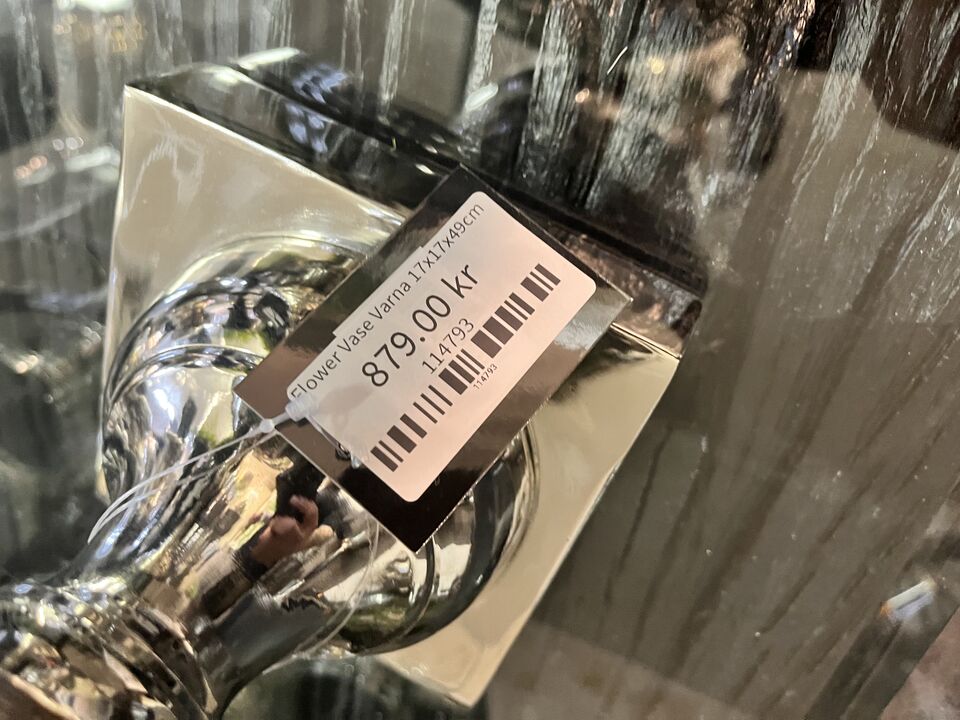 Flower Vase Varna 17x17x49cm
879.00 kr
114793
114793